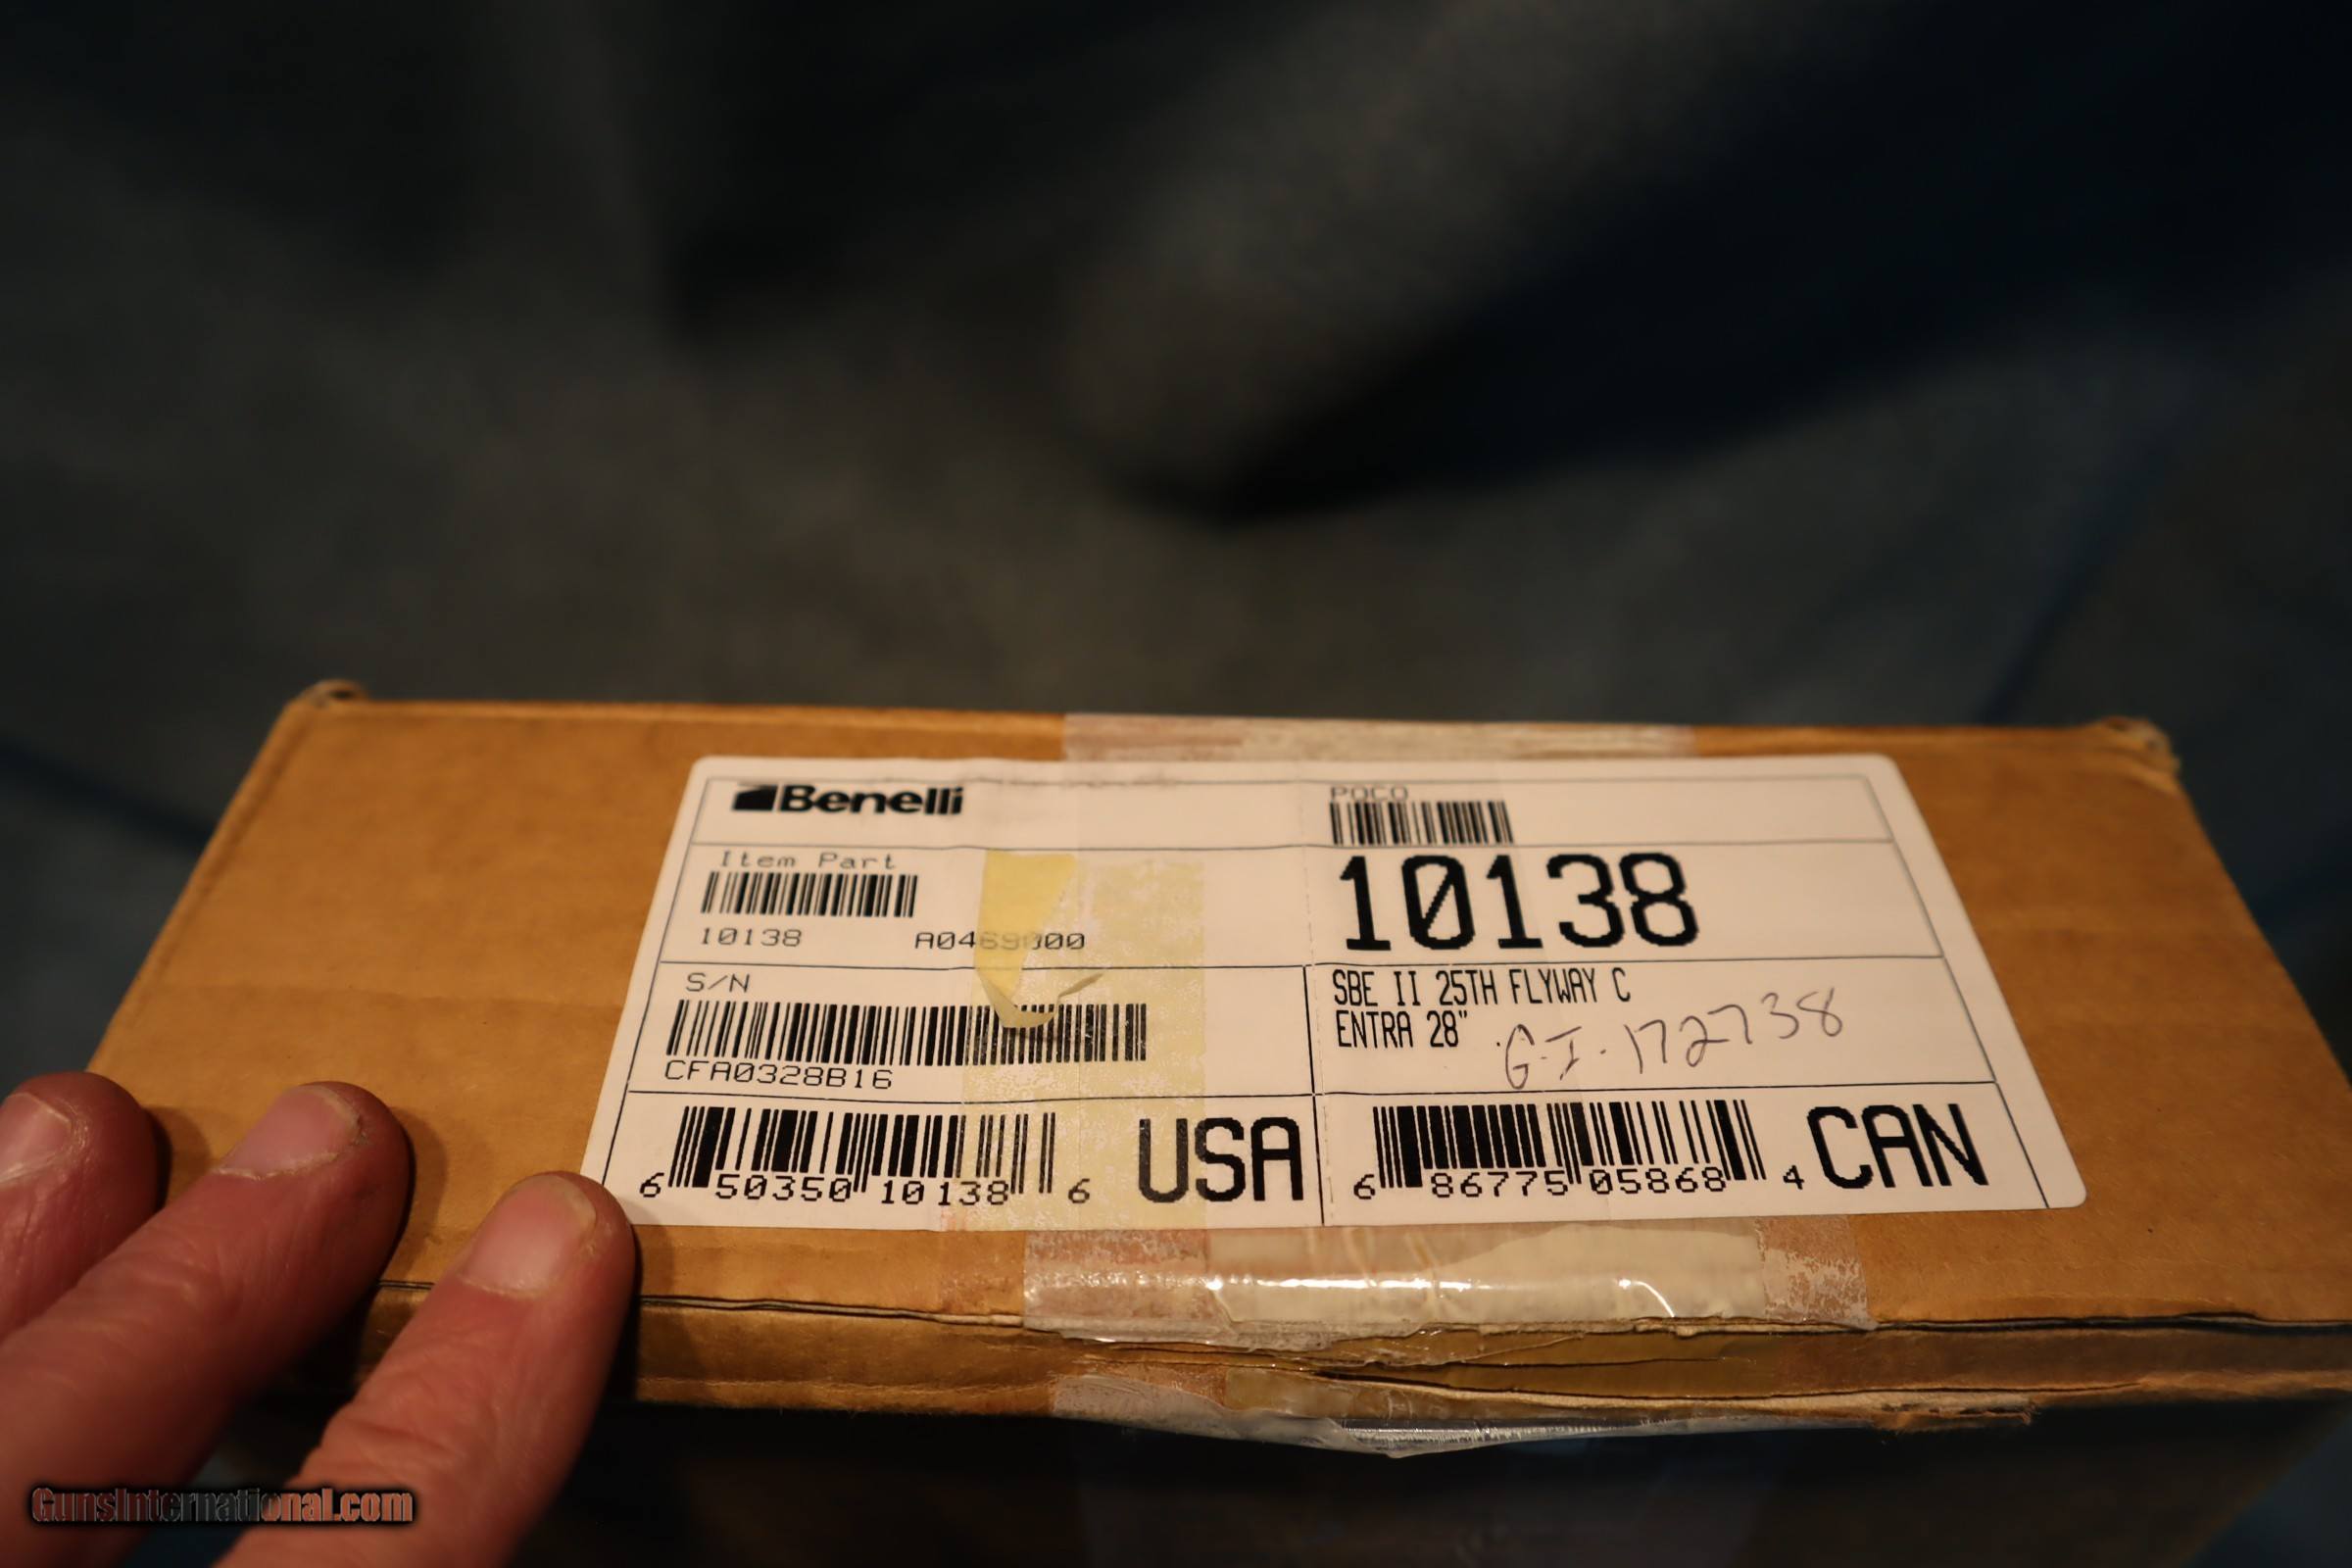 Benelli
POCO
Item Part
10138 A0469000
10138
S/N
CFA0328B16
SBE II 25TH FLYWAY C
ENTRA 28"
G-I-172738
6 50350 10138 6 USA
6 86775 05868 4 CAN
GunsInternational.com